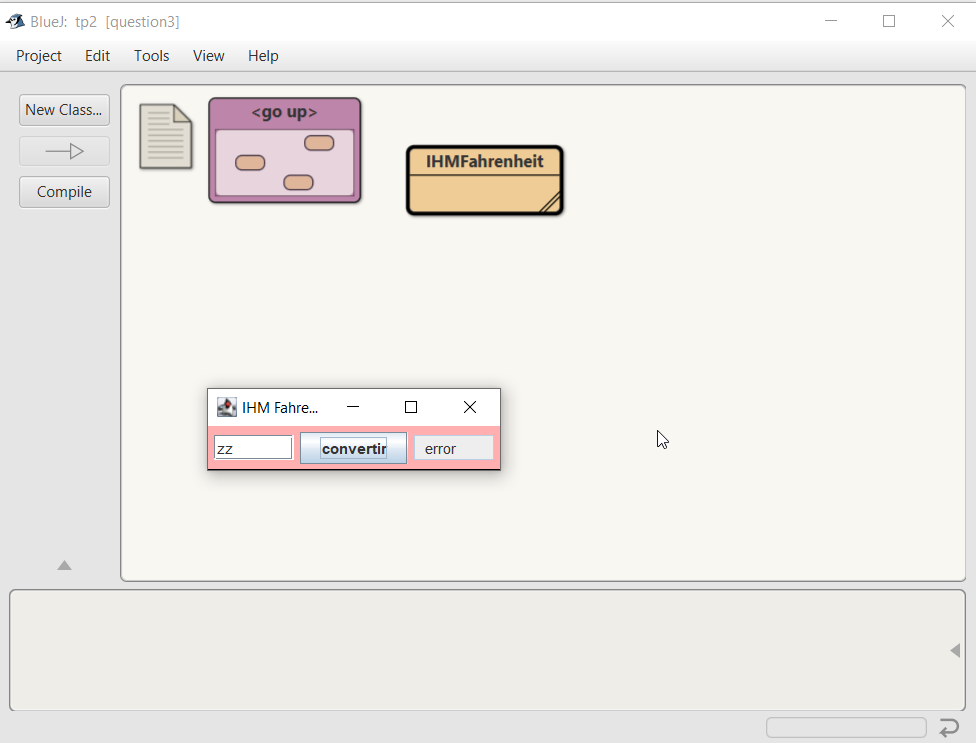 BlueJ: tp2 [question3]
Project Edit Tools View Help
New Class...
Compile
<go up>
IHMFahrenheit
IHM Fahre...
zz convertir error